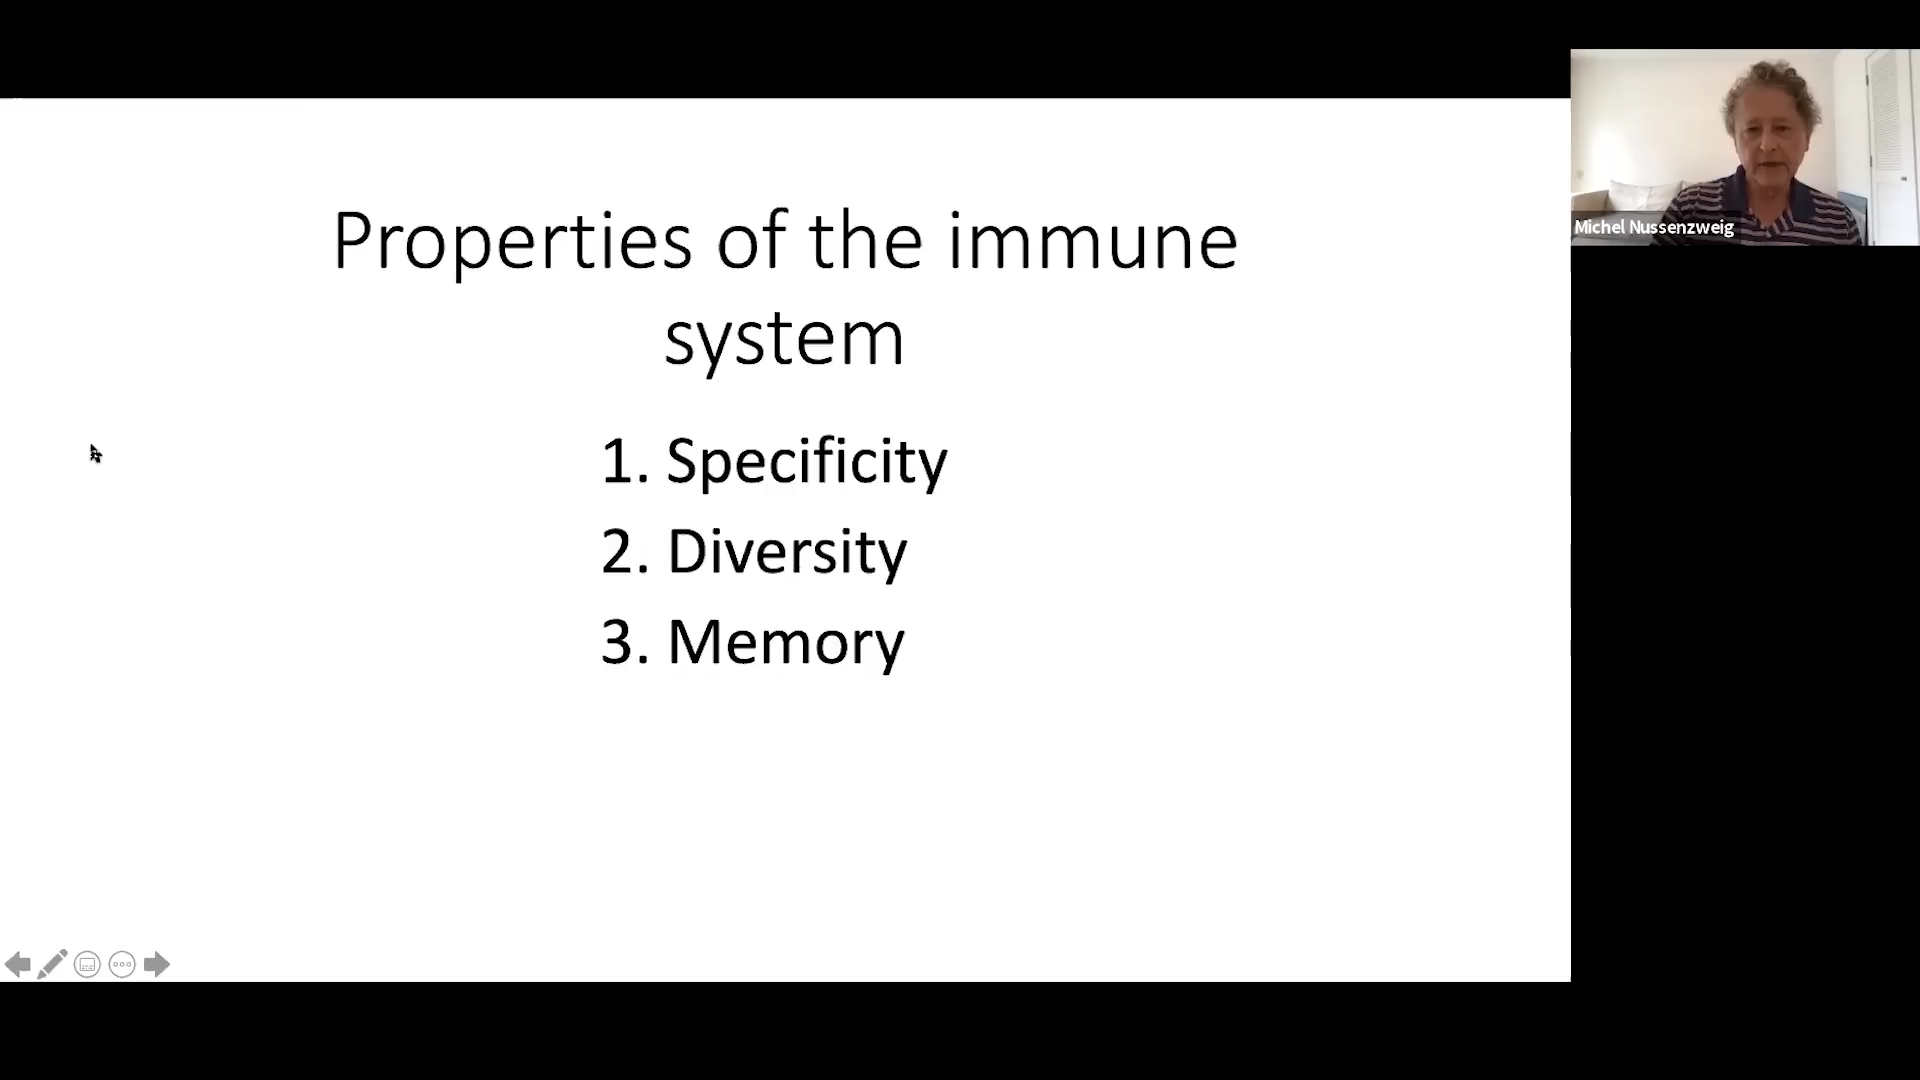 Properties of the immune
system
1. Specificity
2. Diversity
3. Memory
Michel Nussenzweig